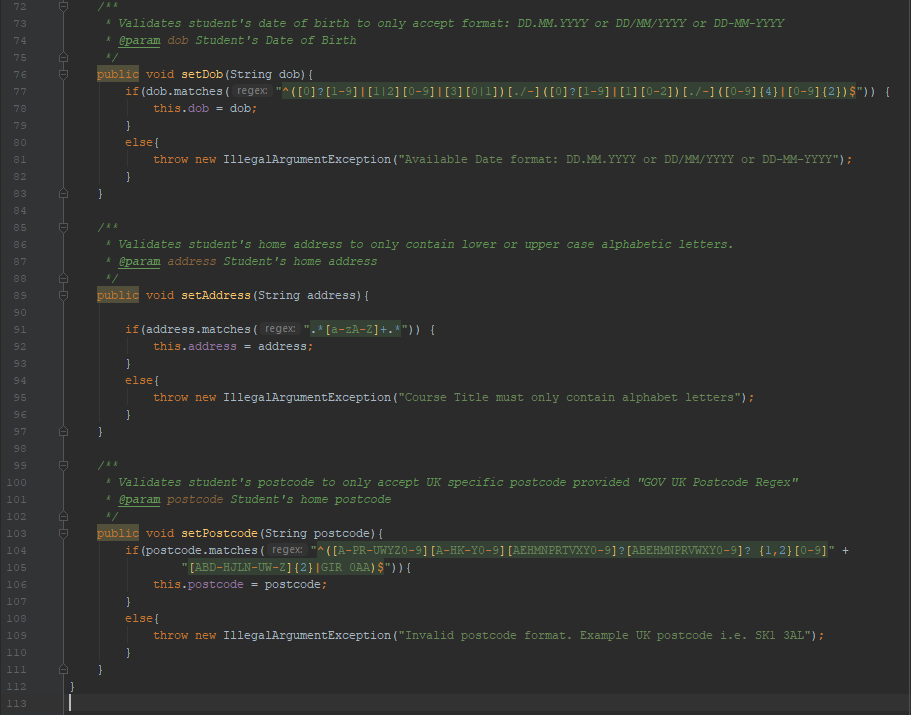 72 /**
73 * Validates student's date of birth to only accept format: DD.MM.YYYY or DD/MM/YYYY or DD-MM-YYYY
74 * @param dob Student's Date of Birth
75 */
76 public void setDob(String dob){
77 if(dob.matches( regex: "^([0]?[1-9]|[1|2][0-9]|[3][0|1])[./-]([0]?[1-9]|[1][0-2])[./-]([0-9]{4}|[0-9]{2})$")) {
78 this.dob = dob;
79 }
80 else{
81 throw new IllegalArgumentException("Available Date format: DD.MM.YYYY or DD/MM/YYYY or DD-MM-YYYY");
82 }
83 }
84
85 /**
86 * Validates student's home address to only contain lower or upper case alphabetic letters.
87 * @param address Student's home address
88 */
89 public void setAddress(String address){
90
91 if(address.matches( regex: ".*[a-zA-Z]+.*")) {
92 this.address = address;
93 }
94 else{
95 throw new IllegalArgumentException("Course Title must only contain alphabet letters");
96 }
97 }
98
99 /**
100 * Validates student's postcode to only accept UK specific postcode provided "GOV UK Postcode Regex"
101 * @param postcode Student's home postcode
102 */
103 public void setPostcode(String postcode){
104 if(postcode.matches( regex: "^([A-PR-UWYZ0-9][A-HK-Y0-9][AEHMNPRTVXY0-9]?[ABEHMNPRVWXY0-9]? {1,2}[0-9]" +
105 "[ABD-HJLN-UW-Z]{2}|GIR 0AA)$")){
106 this.postcode = postcode;
107 }
108 else{
109 throw new IllegalArgumentException("Invalid postcode format. Example UK postcode i.e. SK1 3AL");
110 }
111 }
112 }
113